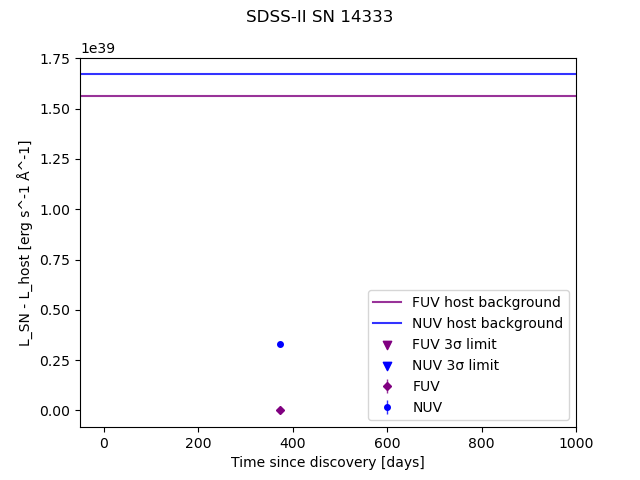 SDSS-II SN 14333
1e39
L_SN - L_host [erg s^-1 Å^-1]
1.75
1.50
1.25
1.00
0.75
0.50
0.25
0.00
FUV host background
NUV host background
FUV 3σ limit
NUV 3σ limit
FUV
NUV
0 200 400 600 800 1000
Time since discovery [days]